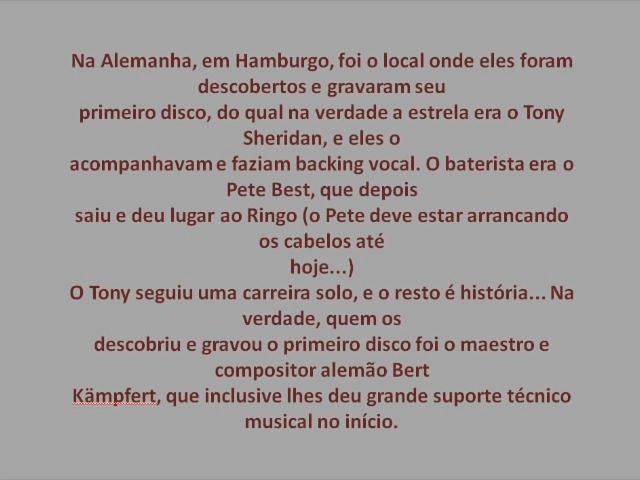 Na Alemanha, em Hamburgo, foi o local onde eles foram
descobertos e gravaram seu
primeiro disco, do qual na verdade a estrela era o Tony
Sheridan, e eles o
acompanhavam e faziam backing vocal. O baterista era o
Pete Best, que depois
saiu e deu lugar ao Ringo (o Pete deve estar arrancando
os cabelos até
hoje...)
O Tony seguiu uma carreira solo, e o resto é história... Na
verdade, quem os
descobriu e gravou o primeiro disco foi o maestro e
compositor alemão Bert
Kämpfert, que inclusive lhes deu grande suporte técnico
musical no início.